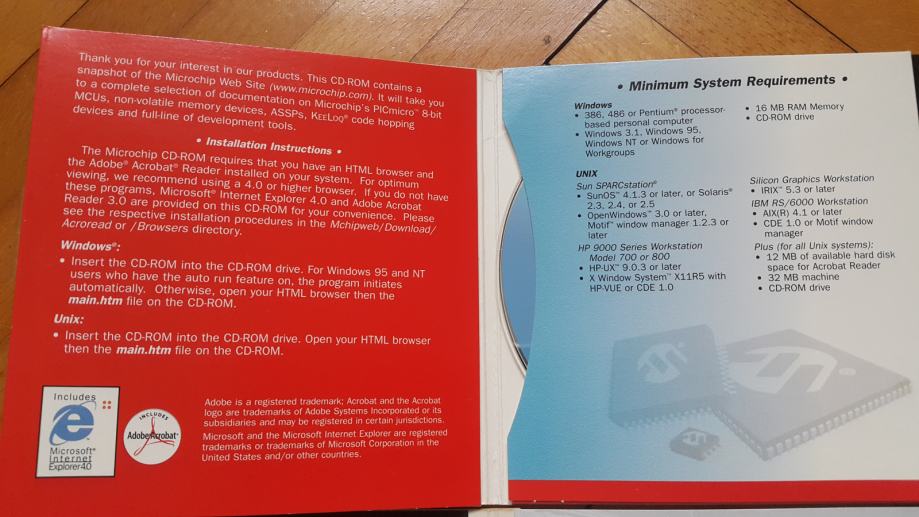 Thank you for your interest in our products. This CD-ROM contains a
snapshot of the Microchip Web Site (www.microchip.com). It will take you
to a complete selection of documentation on Microchip's PICmicro™ 8-bit
MCUs, non-volatile memory devices, ASSPs, KEELOQ® code hopping
devices and full-line of development tools.
• Installation Instructions •
The Microchip CD-ROM requires that you have an HTML browser and
the Adobe® Acrobat® Reader installed on your system. For optimum
viewing, we recommend using a 4.0 or higher browser. If you do not have
these programs, Microsoft® Internet Explorer 4.0 and Adobe Acrobat
Reader 3.0 are provided on this CD-ROM for your convenience. Please
see the respective installation procedures in the Mchipweb/Download/
Acroread or /Browsers directory.
Windows®:
• Insert the CD-ROM into the CD-ROM drive. For Windows 95 and NT
users who have the auto run feature on, the program initiates
automatically. Otherwise, open your HTML browser then the
main.htm file on the CD-ROM.
Unix:
• Insert the CD-ROM into the CD-ROM drive. Open your HTML browser
then the main.htm file on the CD-ROM.
Includes
Microsoft®
Internet
Explorer4.0
INCLUDES
Adobe Acrobat®
Adobe is a registered trademark; Acrobat and the Acrobat
logo are trademarks of Adobe Systems Incorporated or its
subsidiaries and may be registered in certain jurisdictions.
Microsoft and the Microsoft Internet Explorer are registered
trademarks or trademarks of Microsoft Corporation in the
United States and/or other countries.
• Minimum System Requirements •
Windows
• 386, 486 or Pentium® processor-
based personal computer
• Windows 3.1, Windows 95,
Windows NT or Windows for
Workgroups
• 16 MB RAM Memory
• CD-ROM drive
UNIX
Sun SPARCstation®
• SunOS™ 4.1.3 or later, or Solaris®
2.3, 2.4, or 2.5
• OpenWindows™ 3.0 or later,
Motif™ window manager 1.2.3 or
later
HP 9000 Series Workstation
Model 700 or 800
• HP-UX™ 9.0.3 or later
• X Window System™ X11R5 with
HP-VUE or CDE 1.0
Silicon Graphics Workstation
• IRIX™ 5.3 or later
IBM RS/6000 Workstation
• AIX(R) 4.1 or later
• CDE 1.0 or Motif window
manager
Plus (for all Unix systems):
• 12 MB of available hard disk
space for Acrobat Reader
• 32 MB machine
• CD-ROM drive